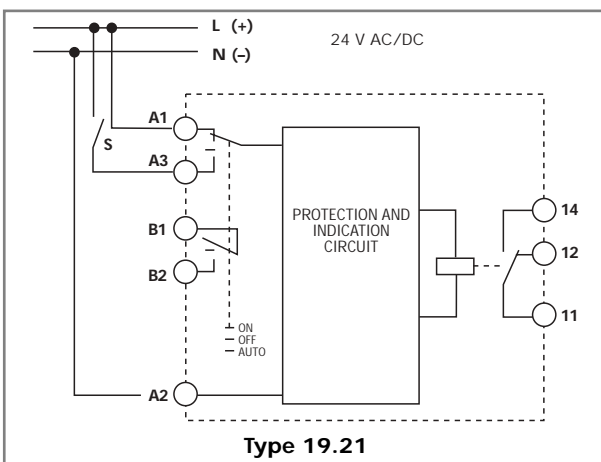 L (+)
24 V AC/DC
N (–)
A1
S
A3
B1
B2
PROTECTION AND
INDICATION
CIRCUIT
14
12
11
ON
OFF
AUTO
A2
Type 19.21